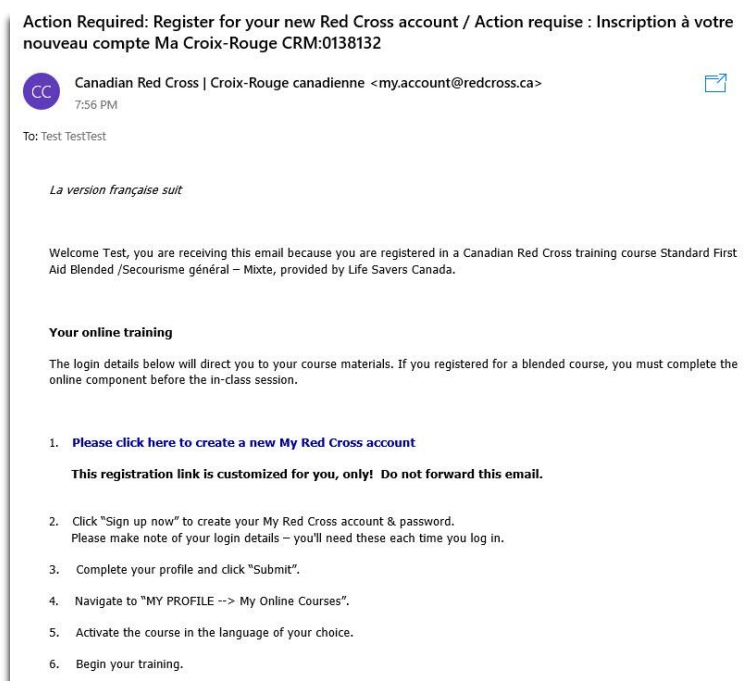 Action Required: Register for your new Red Cross account / Action requise : Inscription à votre
nouveau compte Ma Croix-Rouge CRM:0138132
CC
Canadian Red Cross | Croix-Rouge canadienne <my.account@redcross.ca>
7:56 PM
To: Test TestTest
La version française suit
Welcome Test, you are receiving this email because you are registered in a Canadian Red Cross training course Standard First
Aid Blended /Secourisme général – Mixte, provided by Life Savers Canada.
Your online training
The login details below will direct you to your course materials. If you registered for a blended course, you must complete the
online component before the in-class session.
1. Please click here to create a new My Red Cross account
This registration link is customized for you, only! Do not forward this email.
2. Click “Sign up now” to create your My Red Cross account & password.
Please make note of your login details – you'll need these each time you log in.
3. Complete your profile and click “Submit”.
4. Navigate to “MY PROFILE --> My Online Courses”.
5. Activate the course in the language of your choice.
6. Begin your training.